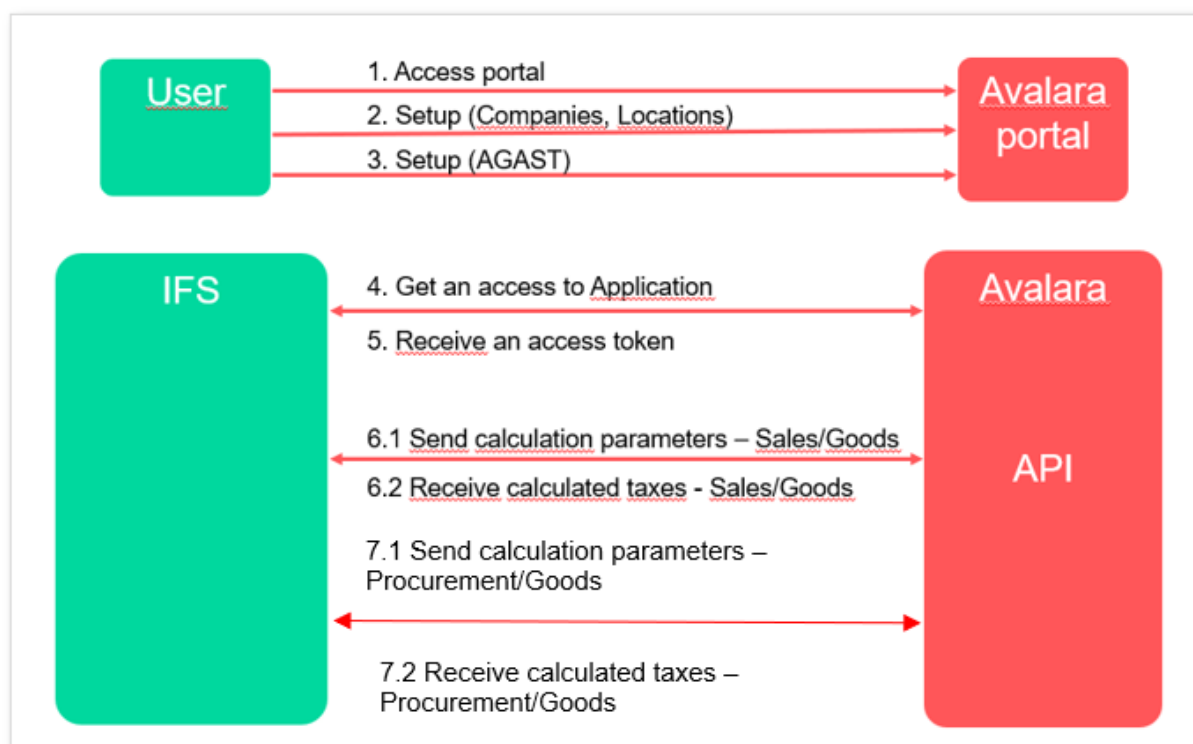 User
1. Access portal
2. Setup (Companies, Locations)
3. Setup (AGAST)
Avalara
portal
IFS
4. Get an access to Application
5. Receive an access token
6.1 Send calculation parameters – Sales/Goods
6.2 Receive calculated taxes - Sales/Goods
7.1 Send calculation parameters –
Procurement/Goods
7.2 Receive calculated taxes –
Procurement/Goods
Avalara
API